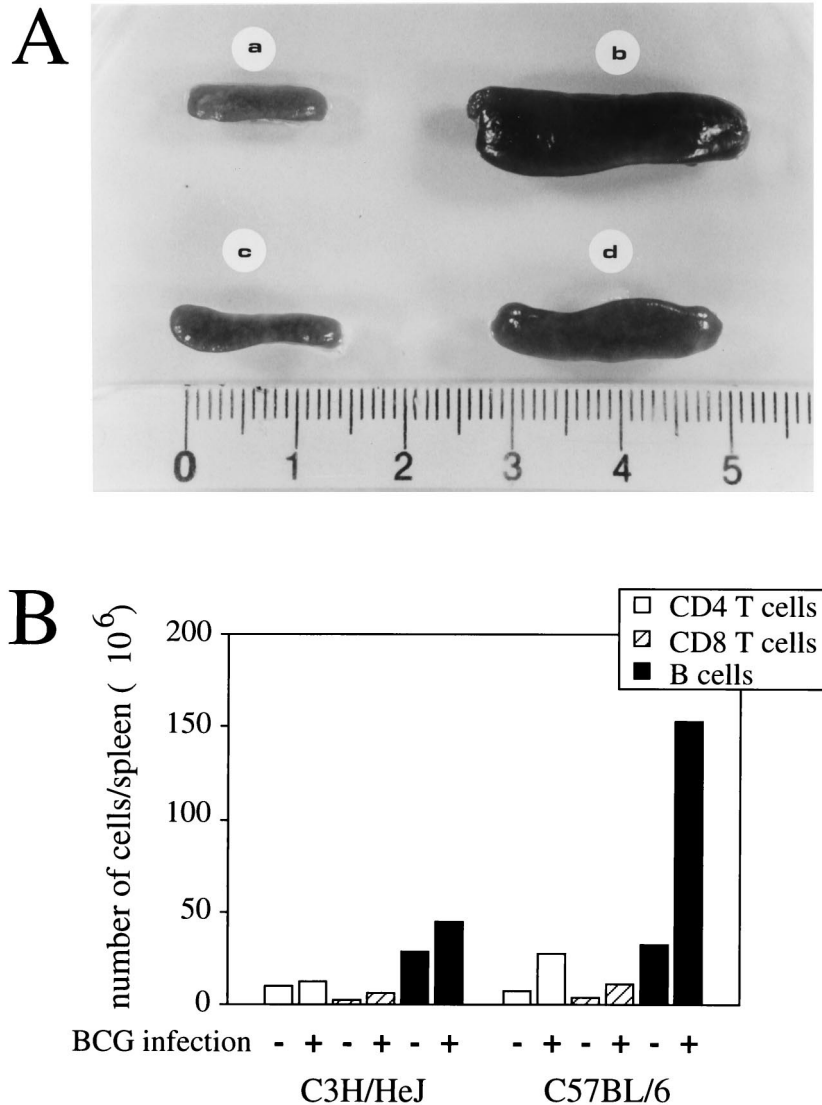 A
a
b
c
d
0 1 2 3 4 5
B
number of cells/spleen ( 10^6)
200
150
100
50
0
CD4 T cells
CD8 T cells
B cells
BCG infection - + - + - + - + - + - +
C3H/HeJ C57BL/6